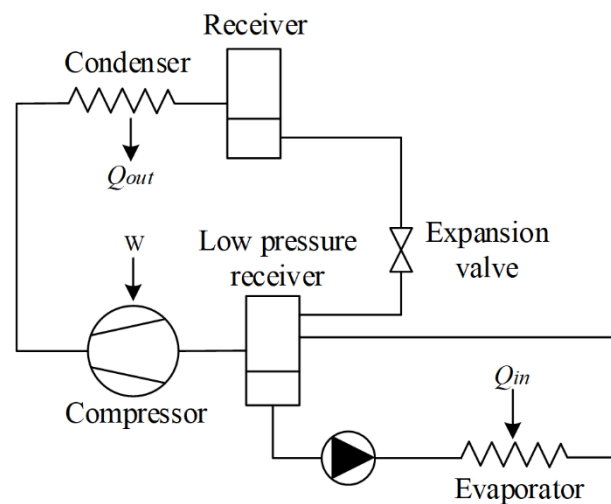 Receiver
Condenser
Qout
W
Low pressure
receiver
Expansion
valve
Qin
Compressor
Evaporator